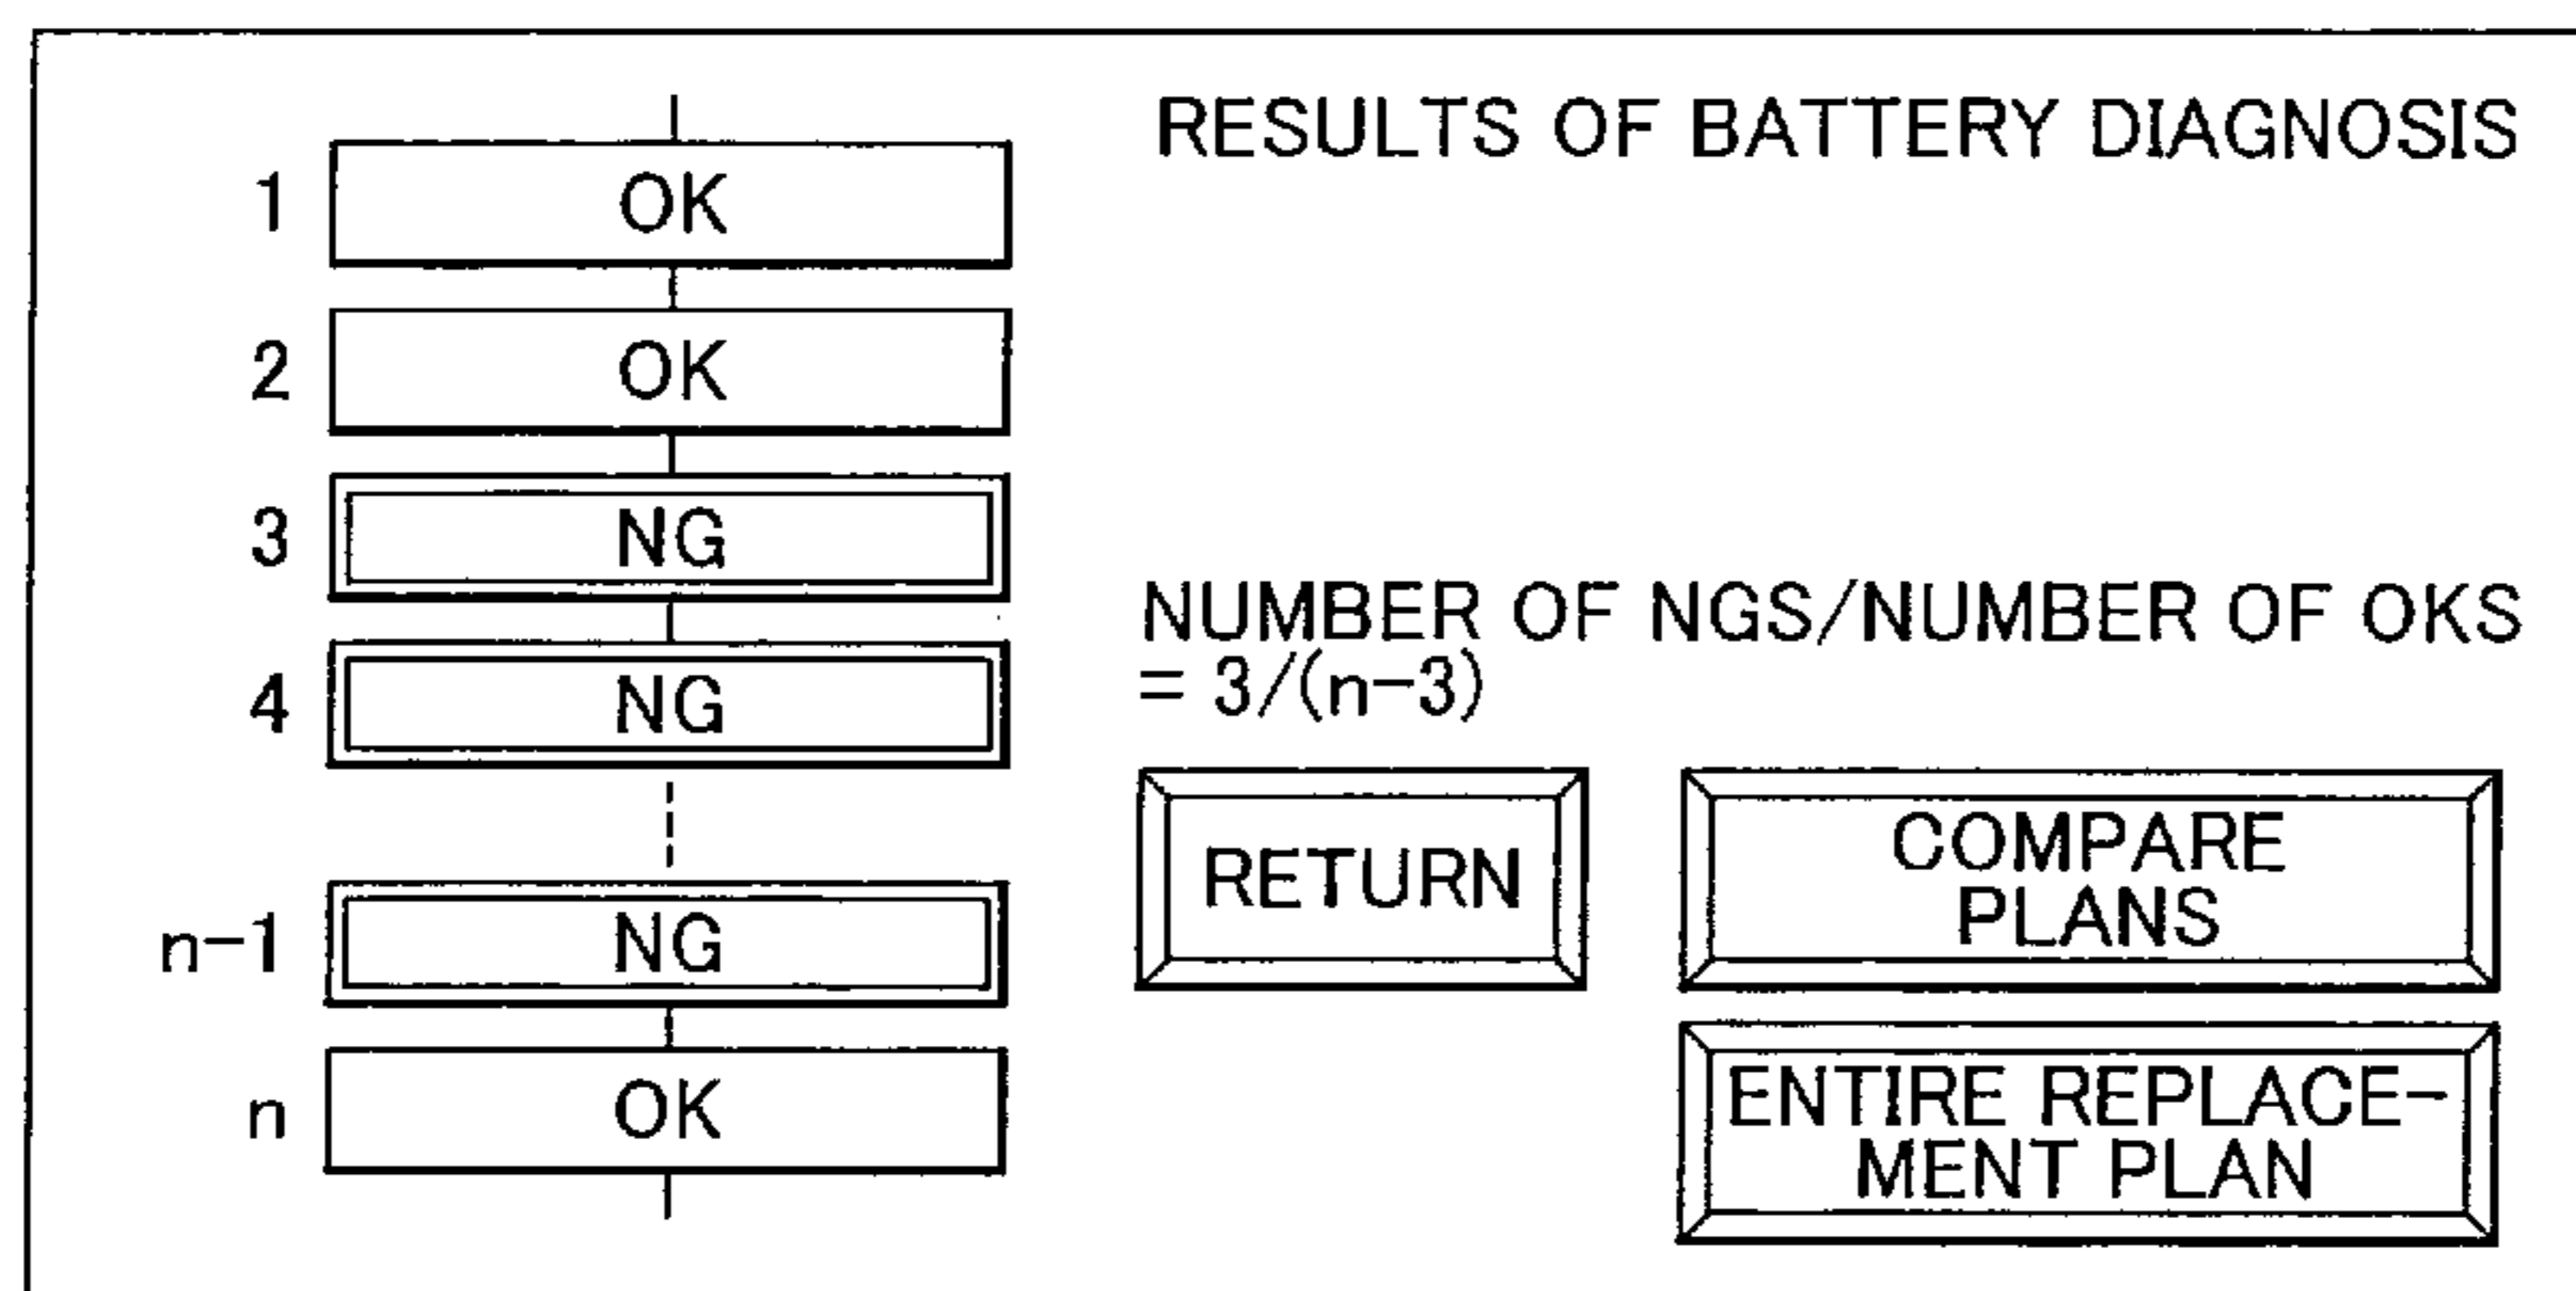 RESULTS OF BATTERY DIAGNOSIS
1 OK
2 OK
3 NG
4 NG
n-1 NG
n OK
NUMBER OF NGS/NUMBER OF OKS
= 3/(n-3)
RETURN
COMPARE
PLANS
ENTIRE REPLACE-
MENT PLAN